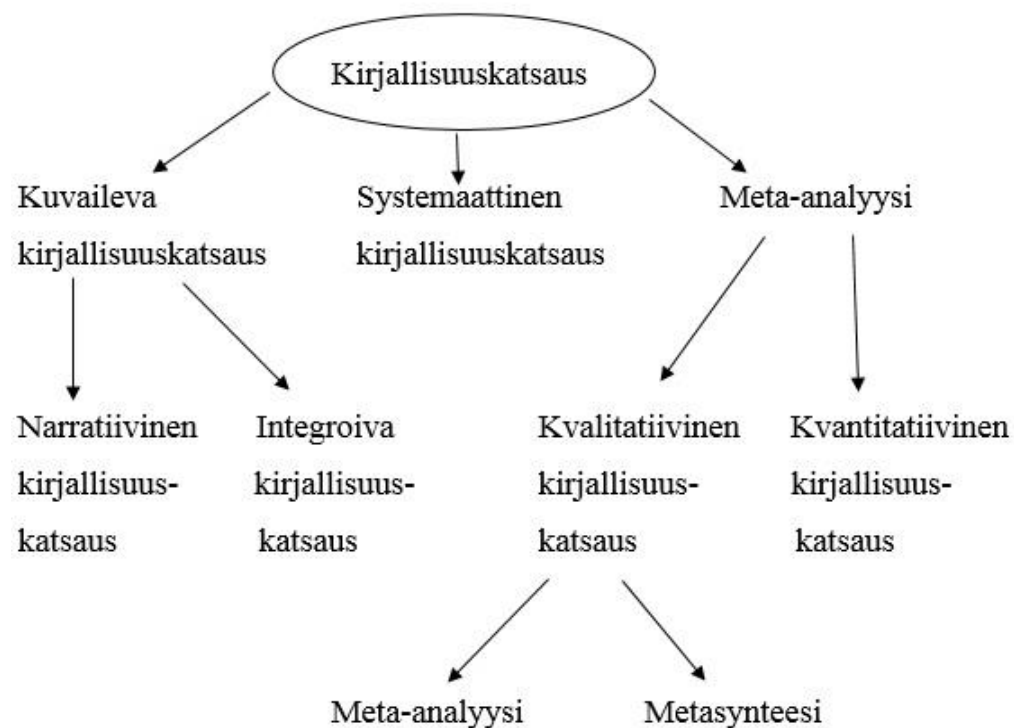 Kirjallisuuskatsaus
Kuvaileva
kirjallisuuskatsaus
Systemaattinen
kirjallisuuskatsaus
Meta-analyysi
Narratiivinen
kirjallisuus-
katsaus
Integroiva
kirjallisuus-
katsaus
Kvalitatiivinen
kirjallisuus-
katsaus
Kvantitatiivinen
kirjallisuus-
katsaus
Meta-analyysi
Metasynteesi